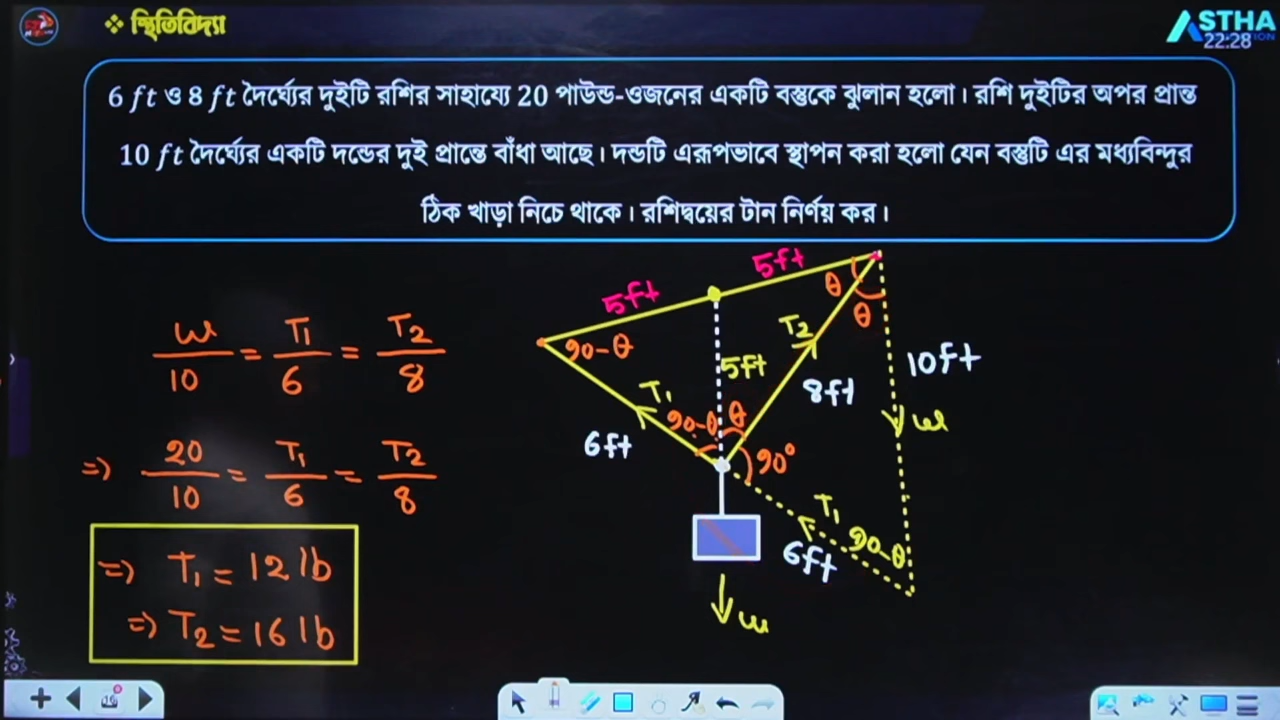 ❖ স্থিতিবিদ্যা
ASTHA
22:28
6 ft ও 8 ft দৈর্ঘ্যের দুইটি রশির সাহায্যে 20 পাউন্ড-ওজনের একটি বস্তুকে ঝুলান হলো। রশি দুইটির অপর প্রান্ত
10 ft দৈর্ঘ্যের একটি দন্ডের দুই প্রান্তে বাঁধা আছে। দন্ডটি এরূপভাবে স্থাপন করা হলো যেন বস্তুটি এর মধ্যবিন্দুর
ঠিক খাড়া নিচে থাকে। রশিদ্বয়ের টান নির্ণয় কর।
w/10 = T₁/6 = T₂/8
⇒ 20/10 = T₁/6 = T₂/8
⇒ T₁ = 12 lb
⇒ T₂ = 16 lb
5ft
5ft
θ
θ
90-θ
T₂
5ft
8ft
10ft
T₁
90-θ
θ
w
6ft
90°
T₁
90-θ
6ft
w